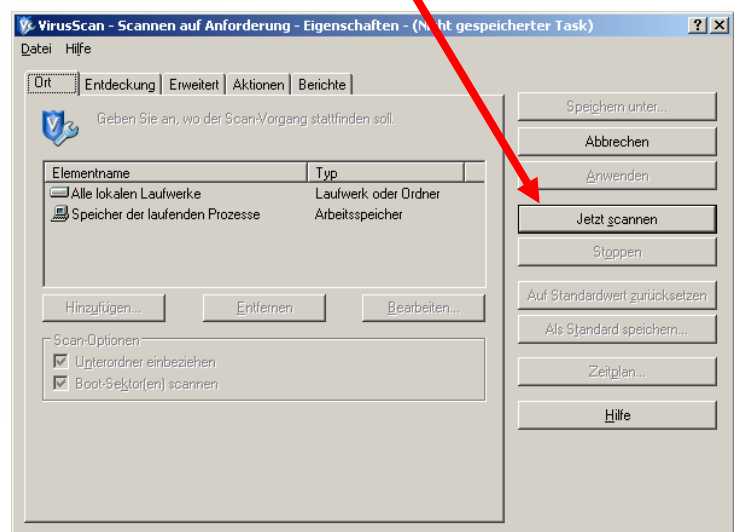 VirusScan - Scannen auf Anforderung - Eigenschaften - (Nicht gespeicherter Task)
Datei Hilfe
Ort Entdeckung Erweitert Aktionen Berichte
Geben Sie an, wo der Scan-Vorgang stattfinden soll.
Elementname Typ
Alle lokalen Laufwerke Laufwerk oder Ordner
Speicher der laufenden Prozesse Arbeitsspeicher
Hinzufügen... Entfernen Bearbeiten...
Scan-Optionen
Unterordner einbeziehen
Boot-Sektor(en) scannen
Speichern unter...
Abbrechen
Anwenden
Jetzt scannen
Stoppen
Auf Standardwert zurücksetzen
Als Standard speichern...
Zeitplan...
Hilfe